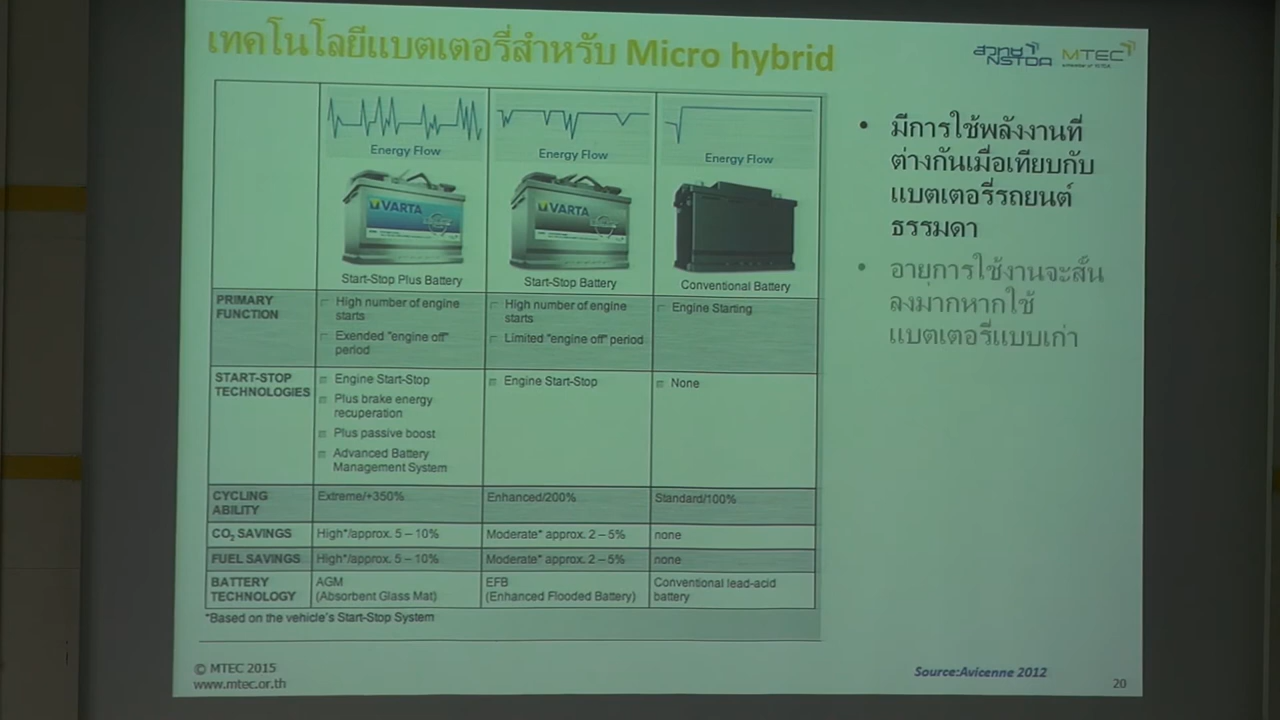 เทคโนโลยีแบตเตอรี่สำหรับ Micro hybrid
สวทช
NSTDA
MTEC
Energy Flow
Energy Flow
Energy Flow
VARTA
VARTA
Start-Stop Plus Battery
Start-Stop Battery
Conventional Battery
PRIMARY
FUNCTION
High number of engine
starts
Exended "engine off"
period
High number of engine
starts
Limited "engine off" period
Engine Starting
START-STOP
TECHNOLOGIES
Engine Start-Stop
Plus brake energy
recuperation
Plus passive boost
Advanced Battery
Management System
Engine Start-Stop
None
CYCLING
ABILITY
Extreme/+350%
Enhanced/200%
Standard/100%
CO₂ SAVINGS
High*/approx. 5 – 10%
Moderate* approx. 2 – 5%
none
FUEL SAVINGS
High*/approx. 5 – 10%
Moderate* approx. 2 – 5%
none
BATTERY
TECHNOLOGY
AGM
(Absorbent Glass Mat)
EFB
(Enhanced Flooded Battery)
Conventional lead-acid
battery
*Based on the vehicle's Start-Stop System
• มีการใช้พลังงานที่
ต่างกันเมื่อเทียบกับ
แบตเตอรี่รถยนต์
ธรรมดา
• อายุการใช้งานจะสั้น
ลงมากหากใช้
แบตเตอรี่แบบเก่า
© MTEC 2015
www.mtec.or.th
Source:Avicenne 2012
20